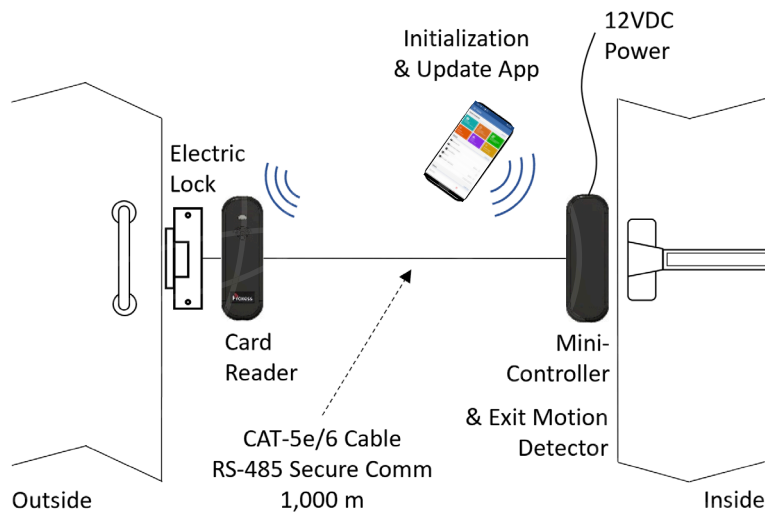 12VDC
Power
Initialization
& Update App
Electric
Lock
Card
Reader
Mini-
Controller
& Exit Motion
Detector
CAT-5e/6 Cable
RS-485 Secure Comm
1,000 m
Outside
Inside